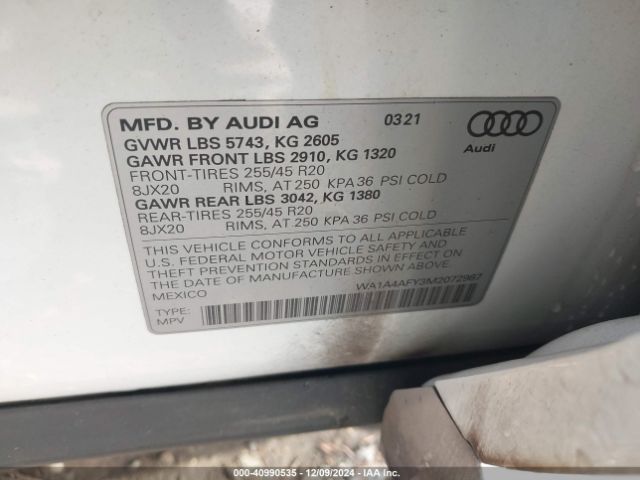 MFD. BY AUDI AG 03.21
GVWR LBS 5743, KG 2605
GAWR FRONT LBS 2910, KG 1320
FRONT-TIRES 255/45 R20
8JX20 RIMS, AT 250 KPA 36 PSI COLD
GAWR REAR LBS 3042, KG 1380
REAR-TIRES 255/45 R20
8JX20 RIMS, AT 250 KPA 36 PSI COLD
Audi
THIS VEHICLE CONFORMS TO ALL APPLICABLE
U.S. FEDERAL MOTOR VEHICLE SAFETY AND
THEFT PREVENTION STANDARDS IN EFFECT ON
THE DATE OF MANUFACTURE SHOWN ABOVE.
MEXICO WA1A4AFY3M2072987
TYPE:
MPV
000-40990535 - 12/09/2024 - IAA Inc.